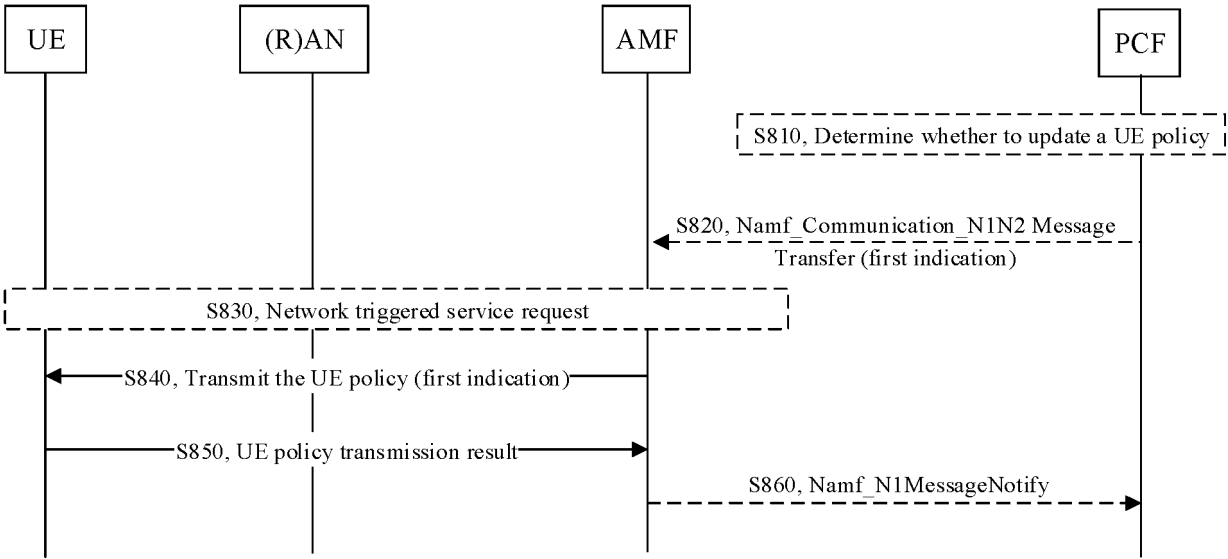 UE
(R)AN
AMF
PCF
S810, Determine whether to update a UE policy
S820, Namf_Communication_N1N2 Message
Transfer (first indication)
S830, Network triggered service request
S840, Transmit the UE policy (first indication)
S850, UE policy transmission result
S860, Namf_N1MessageNotify